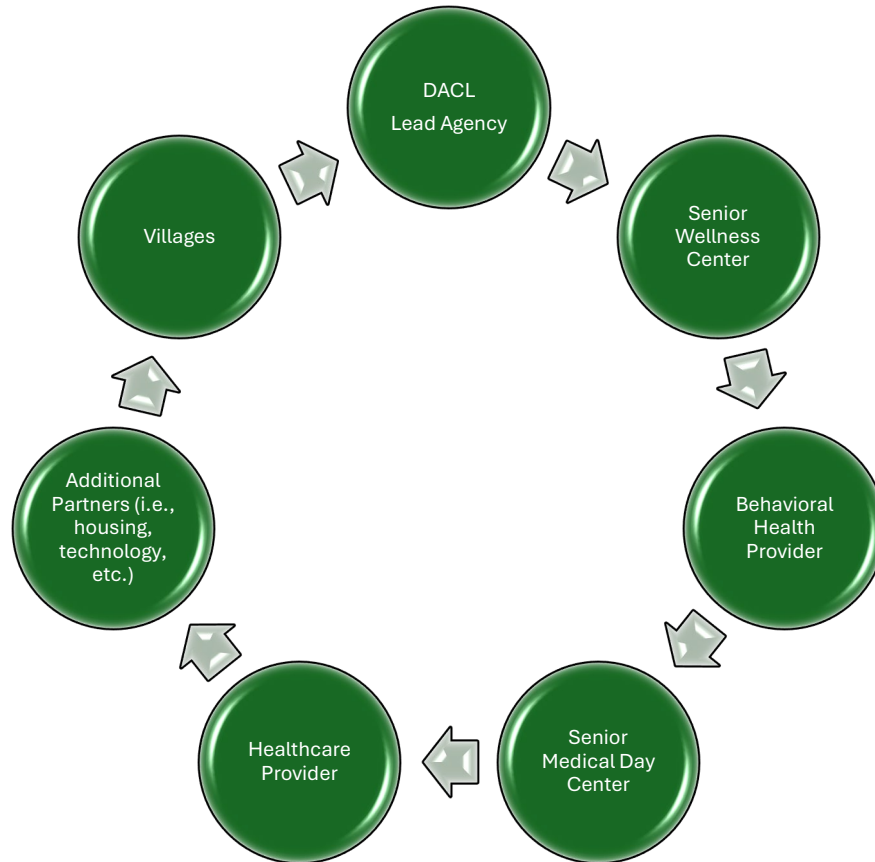 DACL
Lead Agency
Senior
Wellness
Center
Behavioral
Health
Provider
Senior
Medical Day
Center
Healthcare
Provider
Additional
Partners (i.e.,
housing,
technology,
etc.)
Villages